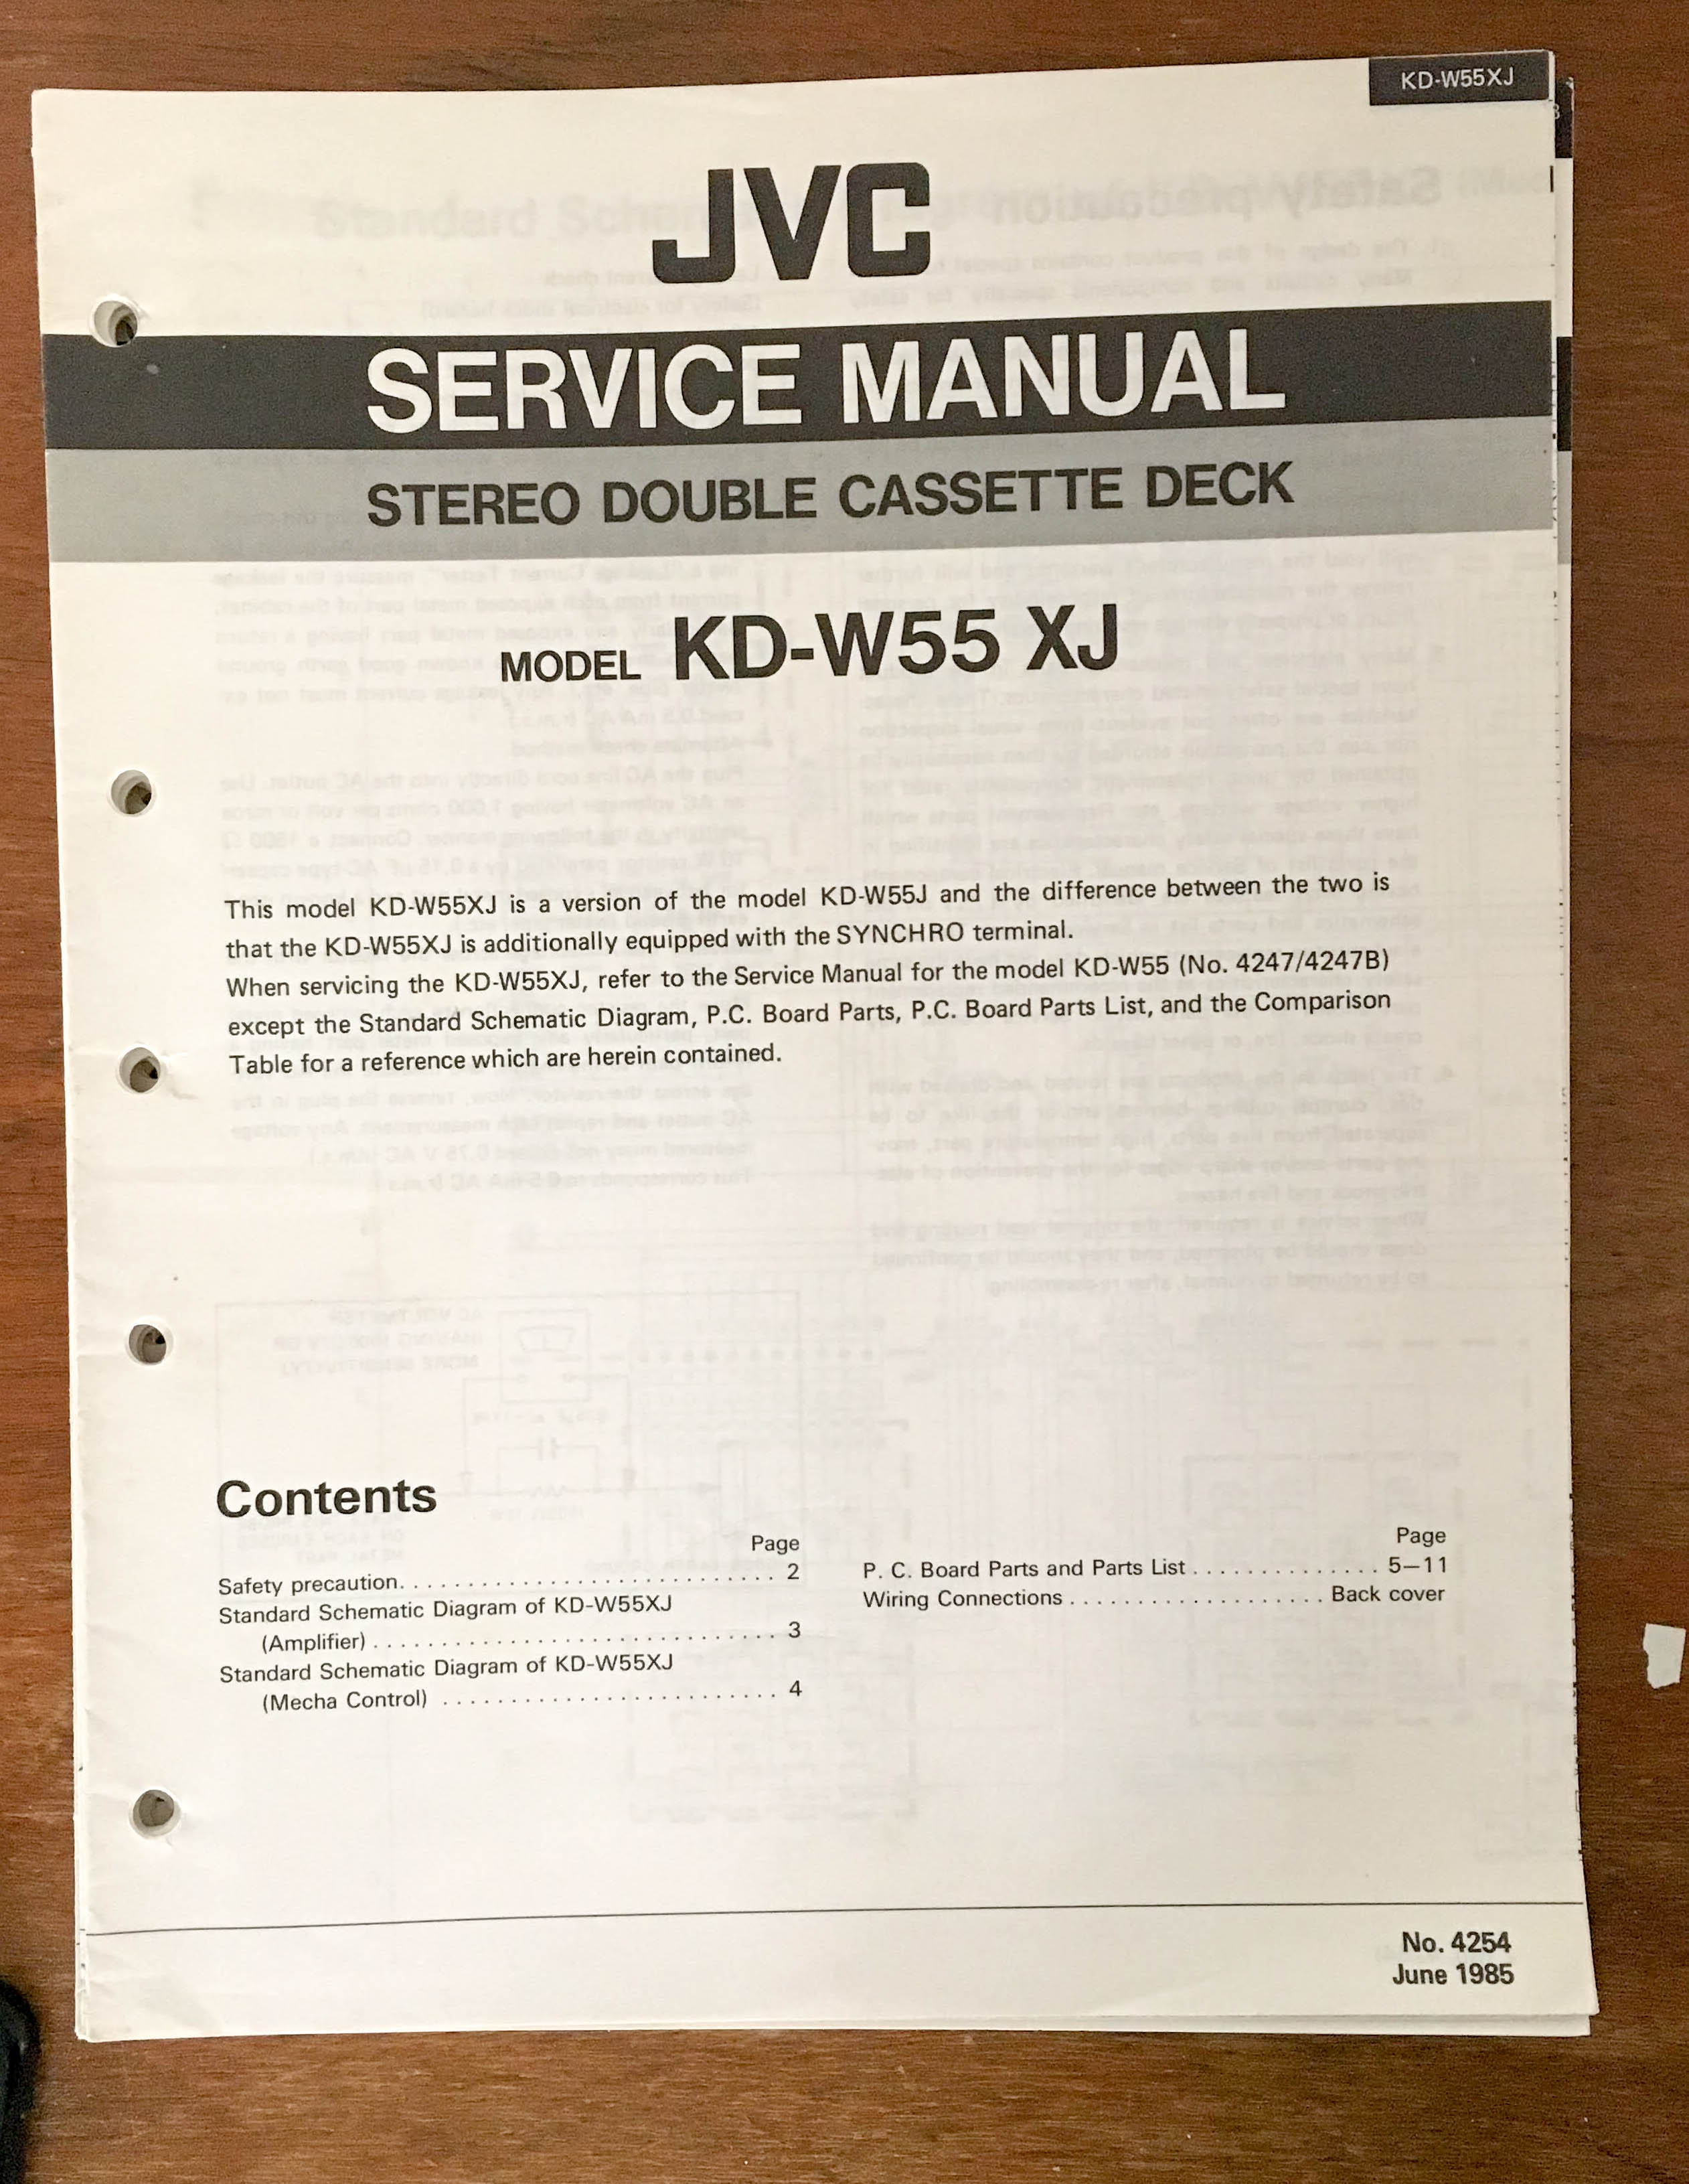 KD-W55XJ
JVC
SERVICE MANUAL
STEREO DOUBLE CASSETTE DECK
MODEL KD-W55 XJ
This model KD-W55XJ is a version of the model KD-W55J and the difference between the two is
that the KD-W55XJ is additionally equipped with the SYNCHRO terminal.
When servicing the KD-W55XJ, refer to the Service Manual for the model KD-W55 (No. 4247/4247B)
except the Standard Schematic Diagram, P.C. Board Parts, P.C. Board Parts List, and the Comparison
Table for a reference which are herein contained.
Contents
Page
Safety precaution. . . . . . . . . . . . . . . . . . . . . . . . . . . . 2
Standard Schematic Diagram of KD-W55XJ
(Amplifier) . . . . . . . . . . . . . . . . . . . . . . . . . . . . . . 3
Standard Schematic Diagram of KD-W55XJ
(Mecha Control) . . . . . . . . . . . . . . . . . . . . . . . . . 4
Page
P. C. Board Parts and Parts List . . . . . . . . . . . . . . 5–11
Wiring Connections . . . . . . . . . . . . . . . . . . . Back cover
No. 4254
June 1985